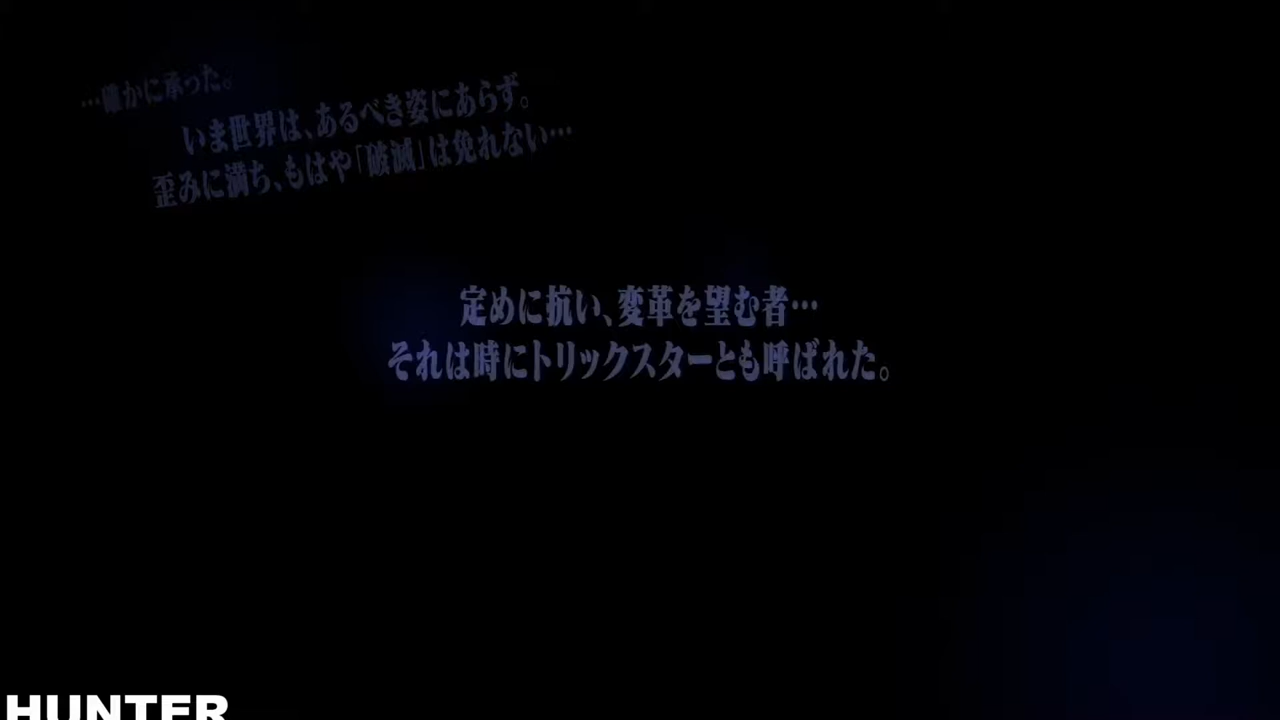 …確かに承った。
いま世界は、あるべき姿にあらず。
歪みに満ち、もはや「破滅」は免れない…
定めに抗い、変革を望む者…
それは時にトリックスターとも呼ばれた。
HUNTER